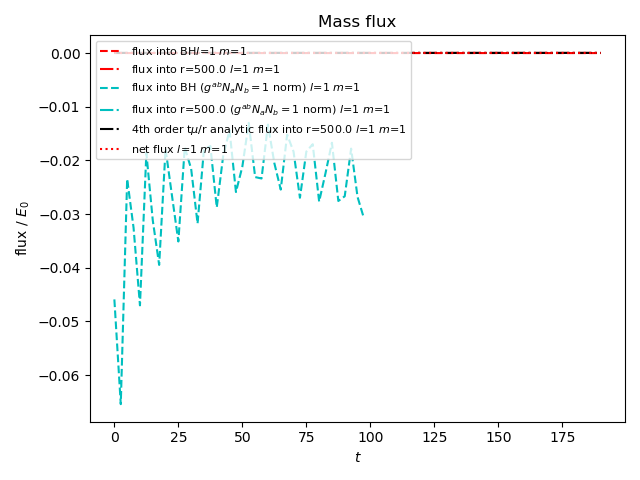 Mass flux
flux into BHl=1 m=1
flux into r=500.0 l=1 m=1
flux into BH (g^{ab}N_aN_b = 1 norm) l=1 m=1
flux into r=500.0 (g^{ab}N_aN_b = 1 norm) l=1 m=1
4th order tμ/r analytic flux into r=500.0 l=1 m=1
net flux l=1 m=1
flux / E_0
0.00
−0.01
−0.02
−0.03
−0.04
−0.05
−0.06
0 25 50 75 100 125 150 175
t